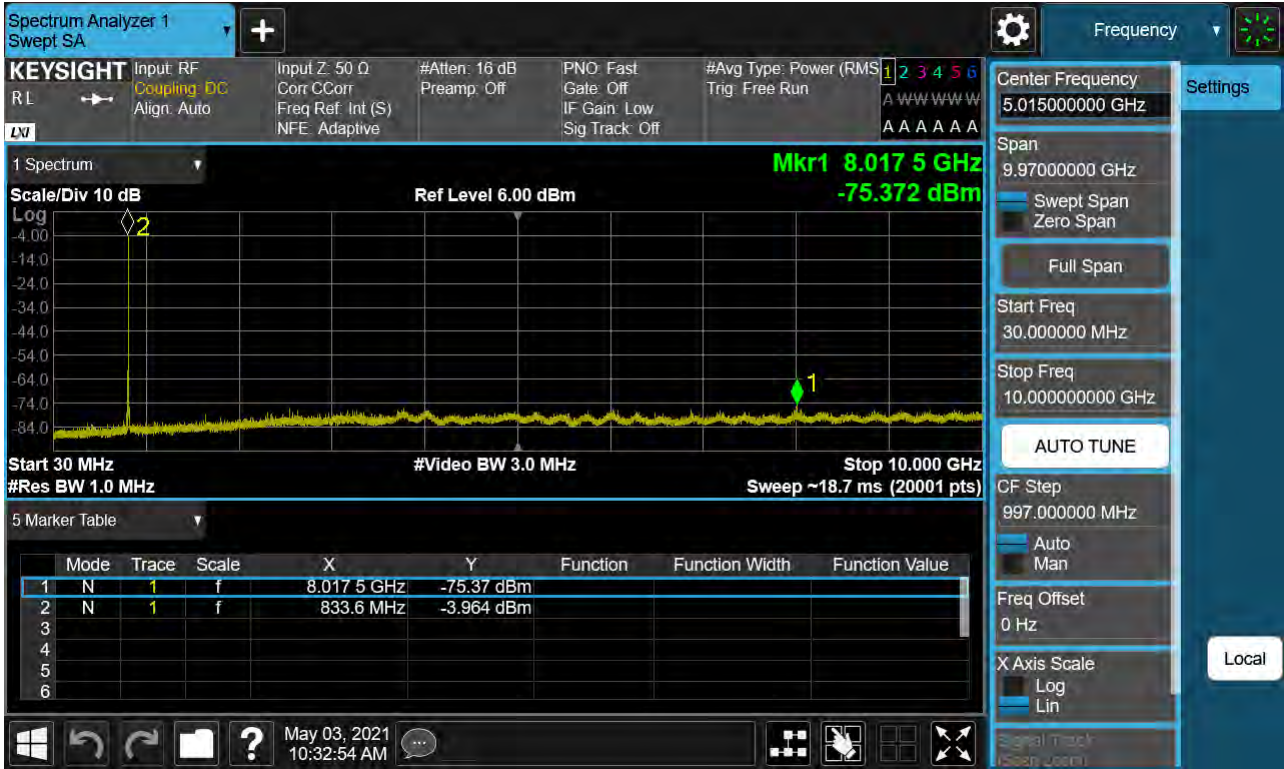 Spectrum Analyzer 1
Swept SA
+
Frequency
KEYSIGHT
RL
LXI
Input: RF
Coupling: DC
Align: Auto
Input Z: 50 Ω
Corr CCorr
Freq Ref: Int (S)
NFE: Adaptive
#Atten: 16 dB
Preamp: Off
PNO: Fast
Gate: Off
IF Gain: Low
Sig Track: Off
#Avg Type: Power (RMS
Trig: Free Run
1 2 3 4 5 6
A W W W W W
A A A A A A
1 Spectrum
Mkr1 8.017 5 GHz
-75.372 dBm
Scale/Div 10 dB
Ref Level 6.00 dBm
Log
-4.00
-14.0
-24.0
-34.0
-44.0
-54.0
-64.0
-74.0
-84.0
2
1
Start 30 MHz
#Video BW 3.0 MHz
Stop 10.000 GHz
#Res BW 1.0 MHz
Sweep ~18.7 ms (20001 pts)
5 Marker Table
Mode Trace Scale X Y Function Function Width Function Value
1 N 1 f 8.017 5 GHz -75.37 dBm
2 N 1 f 833.6 MHz -3.964 dBm
3
4
5
6
May 03, 2021
10:32:54 AM
?
Center Frequency
5.015000000 GHz
Settings
Span
9.97000000 GHz
Swept Span
Zero Span
Full Span
Start Freq
30.000000 MHz
Stop Freq
10.000000000 GHz
AUTO TUNE
CF Step
997.000000 MHz
Auto
Man
Freq Offset
0 Hz
X Axis Scale
Log
Lin
Local
Signal Track
(Span Zoom)